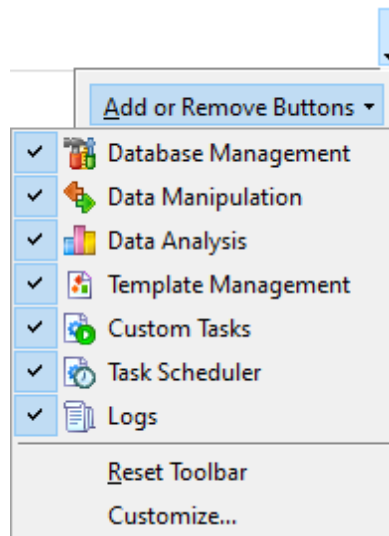 Add or Remove Buttons
Database Management
Data Manipulation
Data Analysis
Template Management
Custom Tasks
Task Scheduler
Logs
Reset Toolbar
Customize...